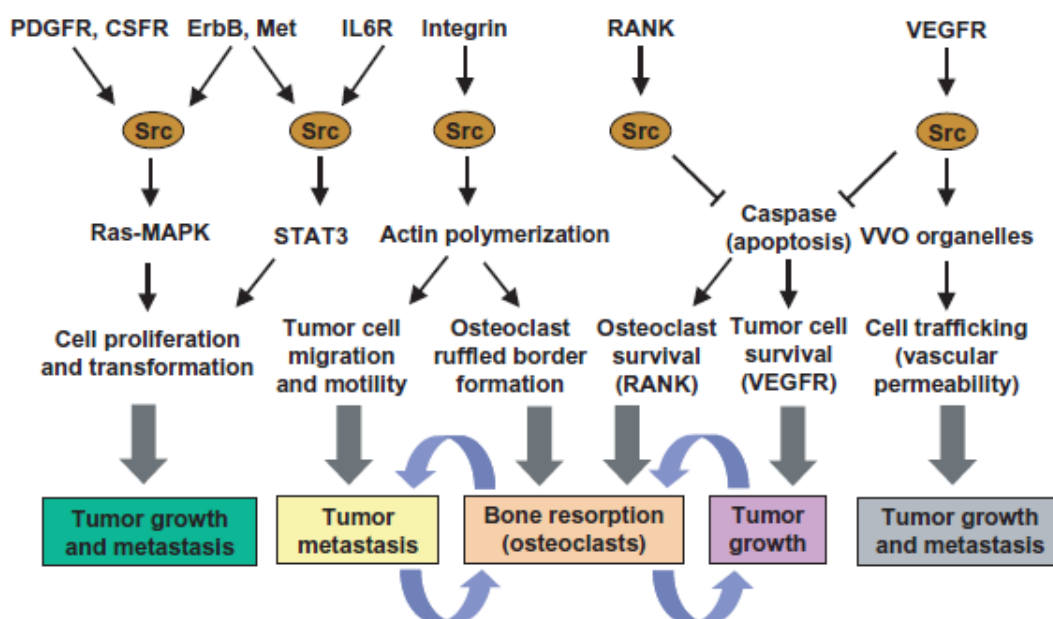 PDGFR, CSFR
ErbB, Met
IL6R
Integrin
RANK
VEGFR
Src
Src
Src
Src
Src
Ras-MAPK
STAT3
Actin polymerization
Caspase
(apoptosis)
VVO organelles
Cell proliferation
and transformation
Tumor cell
migration
and motility
Osteoclast
ruffled border
formation
Osteoclast
survival
(RANK)
Tumor cell
survival
(VEGFR)
Cell trafficking
(vascular
permeability)
Tumor growth
and metastasis
Tumor
metastasis
Bone resorption
(osteoclasts)
Tumor
growth
Tumor growth
and metastasis